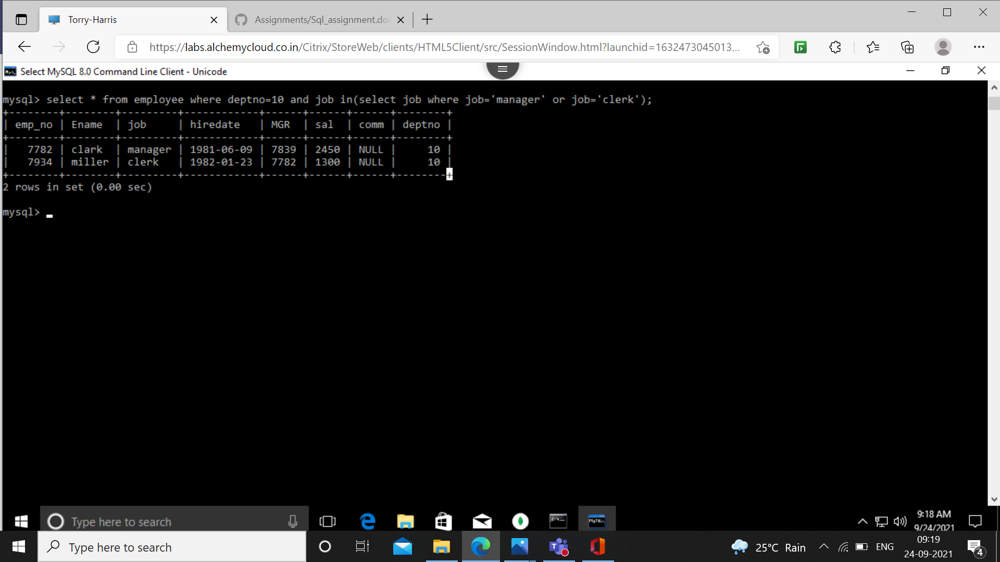 Torry-Harris
Assignments/Sql_assignment.doc
https://labs.alchemycloud.co.in/Citrix/StoreWeb/clients/HTML5Client/src/SessionWindow.html?launchid=1632473045013...
Select MySQL 8.0 Command Line Client - Unicode
mysql> select * from employee where deptno=10 and job in(select job where job='manager' or job='clerk');
+--------+--------+---------+------------+------+------+------+--------+
| emp_no | Ename  | job     | hiredate   | MGR  | sal  | comm | deptno |
+--------+--------+---------+------------+------+------+------+--------+
|   7782 | clark  | manager | 1981-06-09 | 7839 | 2450 | NULL |     10 |
|   7934 | miller | clerk   | 1982-01-23 | 7782 | 1300 | NULL |     10 |
+--------+--------+---------+------------+------+------+------+--------+
2 rows in set (0.00 sec)
mysql>
Type here to search
MySQL
9:18 AM
9/24/2021
Type here to search
25°C Rain
ENG
09:19
24-09-2021
4